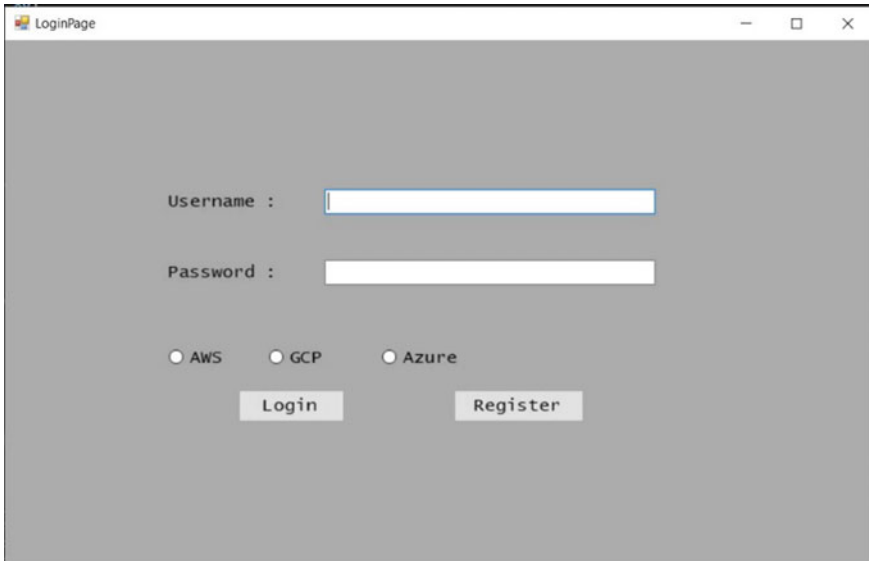 LoginPage
Username :
Password :
AWS GCP Azure
Login Register